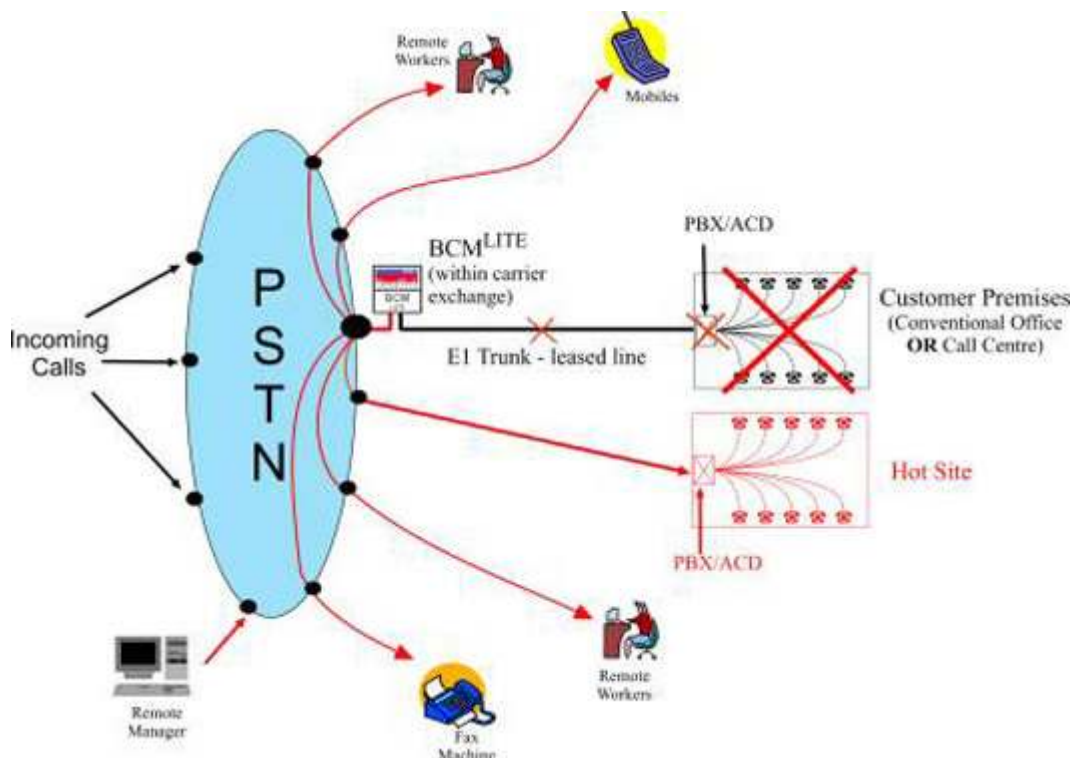 Remote
Workers
Mobiles
PBX/ACD
BCM LITE
(within carrier
exchange)
BCM
Customer Premises
(Conventional Office
OR Call Centre)
E1 Trunk - leased line
Incoming
Calls
P
S
T
N
Hot Site
PBX/ACD
Remote
Workers
Remote
Manager
Fax
Machine